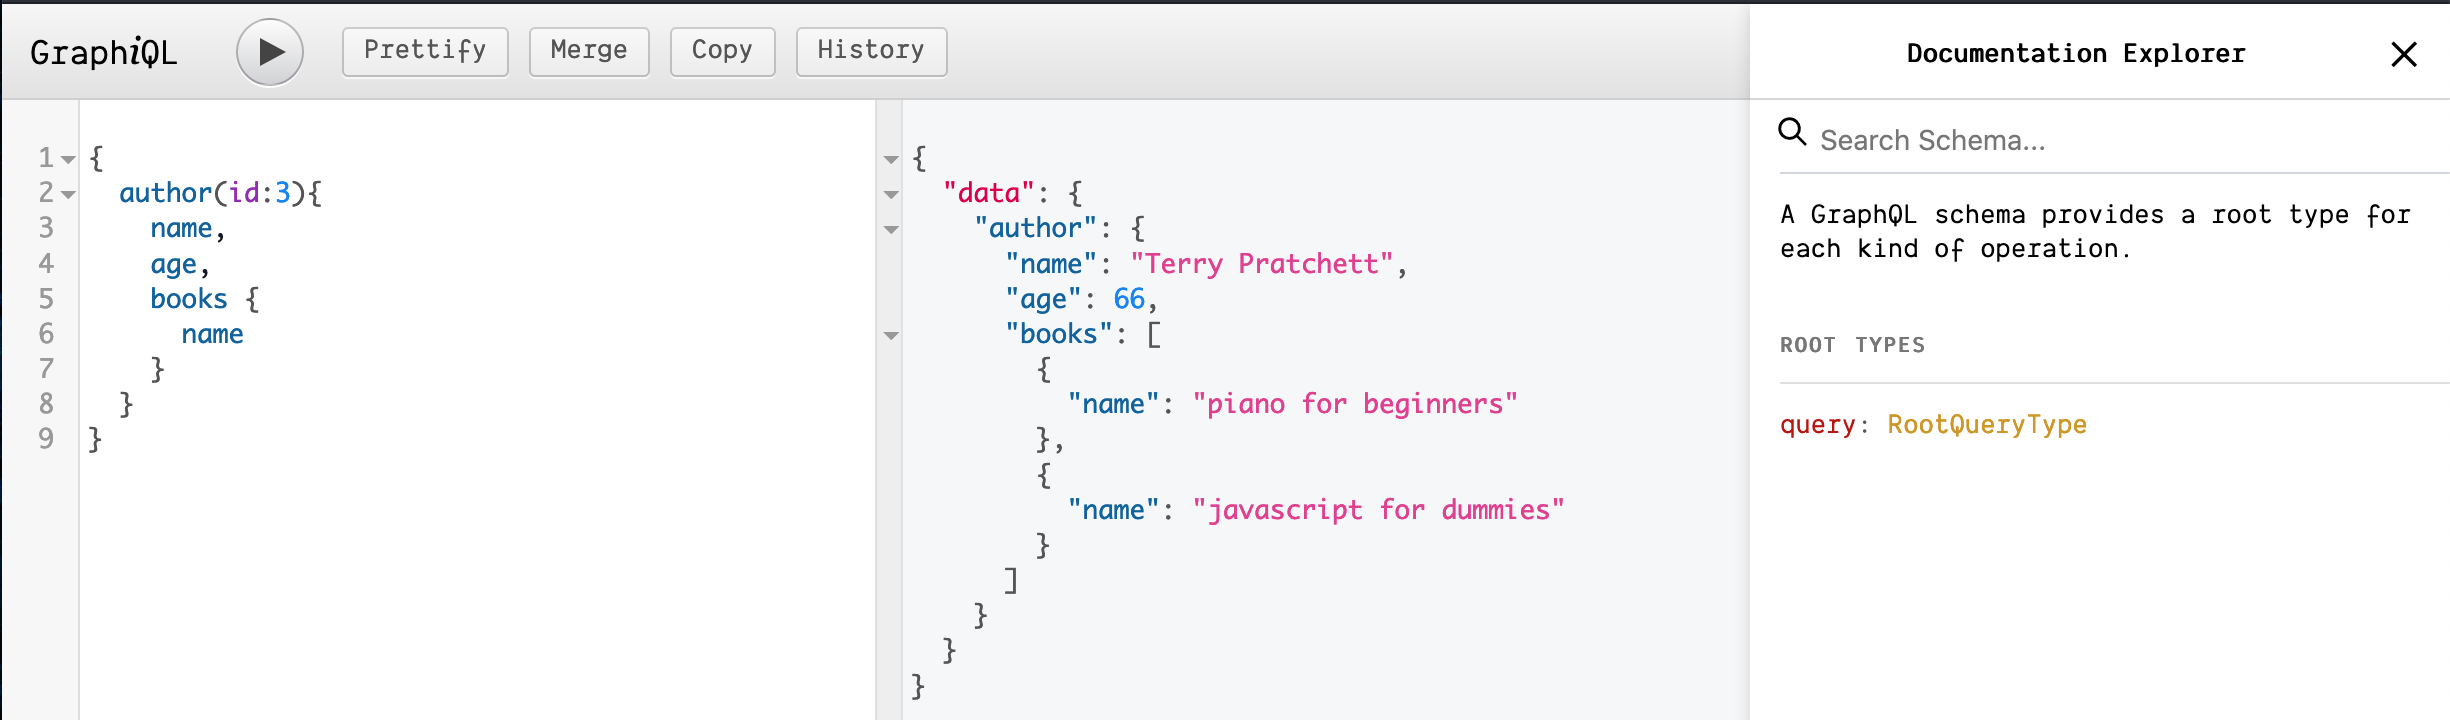 GraphiQL
Prettify
Merge
Copy
History
1 {
2   author(id:3){
3     name,
4     age,
5     books {
6       name
7     }
8   }
9 }
{
  "data": {
    "author": {
      "name": "Terry Pratchett",
      "age": 66,
      "books": [
        {
          "name": "piano for beginners"
        },
        {
          "name": "javascript for dummies"
        }
      ]
    }
  }
}
Documentation Explorer
Search Schema...
A GraphQL schema provides a root type for
each kind of operation.
ROOT TYPES
query: RootQueryType